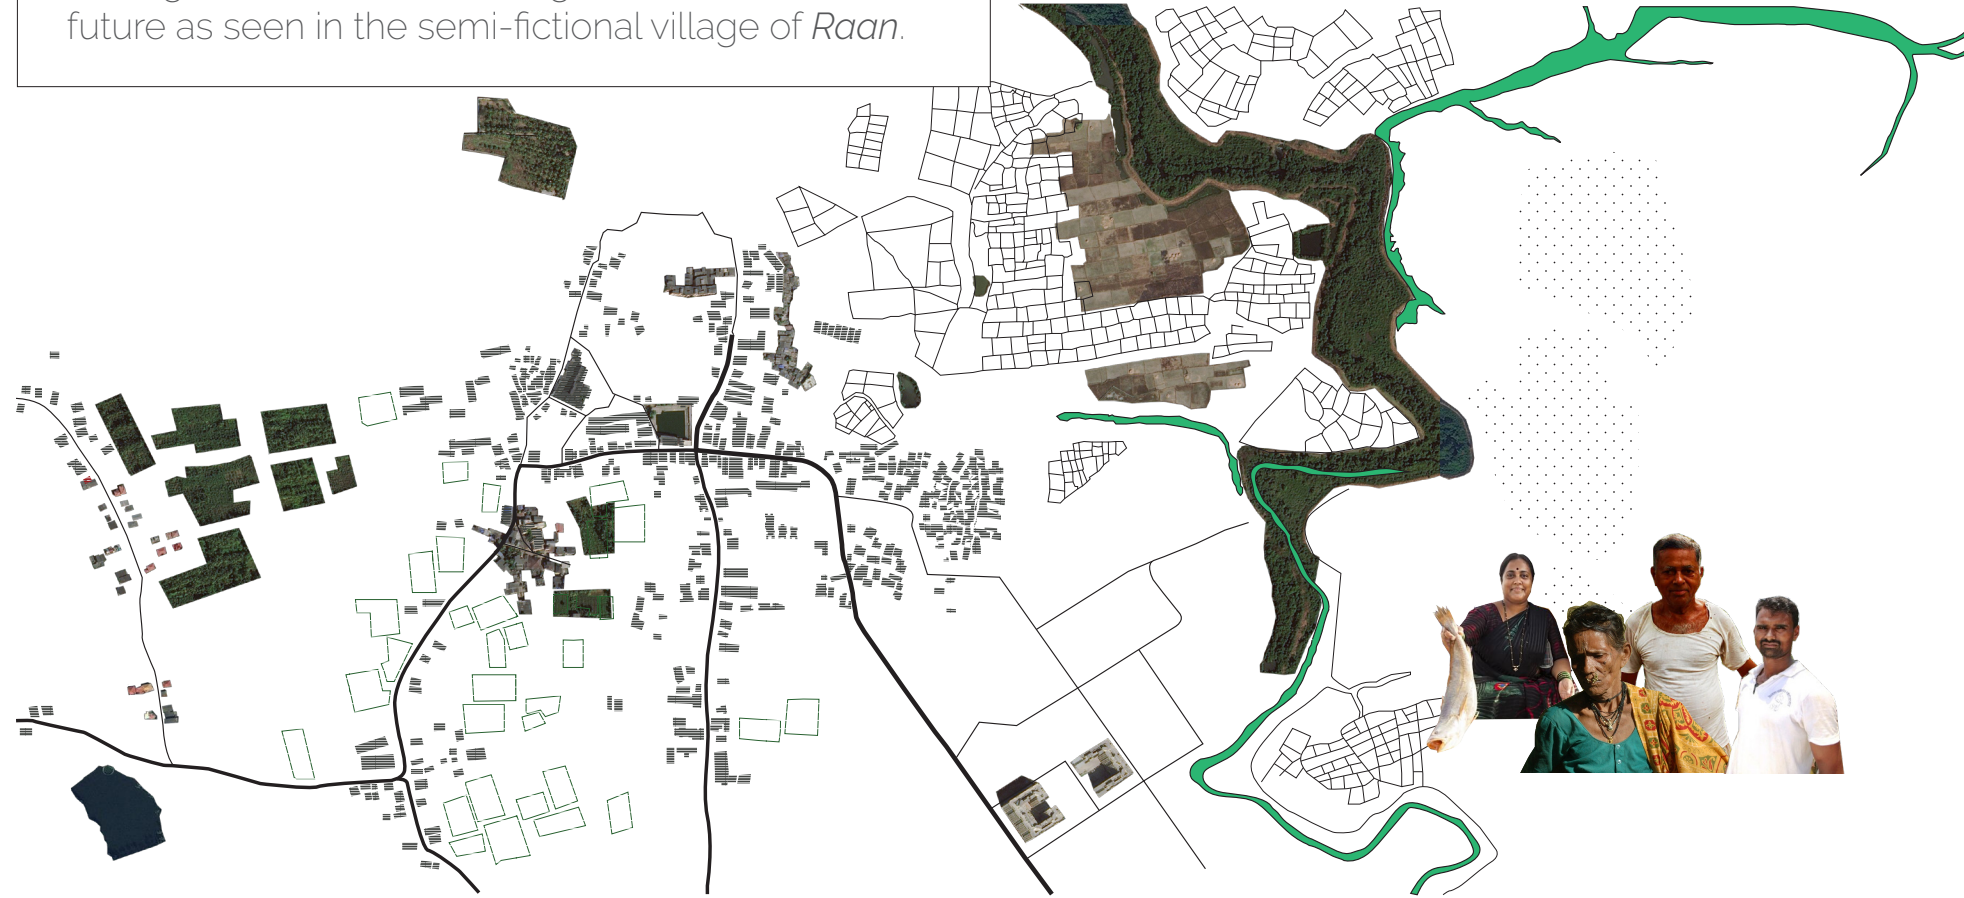 future as seen in the semi-fictional village of Raan.